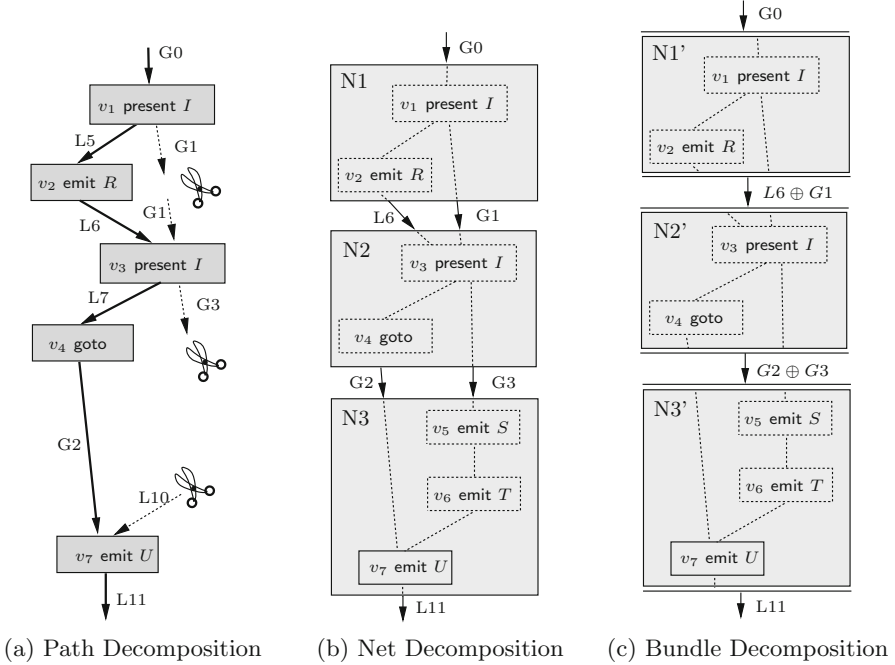 G0
v1 present I
L5
G1
v2 emit R
G1
L6
v3 present I
L7
G3
v4 goto
G2
L10
v7 emit U
L11
(a) Path Decomposition
G0
N1
v1 present I
v2 emit R
L6
G1
N2
v3 present I
v4 goto
G2
G3
N3
v5 emit S
v6 emit T
v7 emit U
L11
(b) Net Decomposition
G0
N1'
v1 present I
v2 emit R
L6 ⊕ G1
N2'
v3 present I
v4 goto
G2 ⊕ G3
N3'
v5 emit S
v6 emit T
v7 emit U
L11
(c) Bundle Decomposition